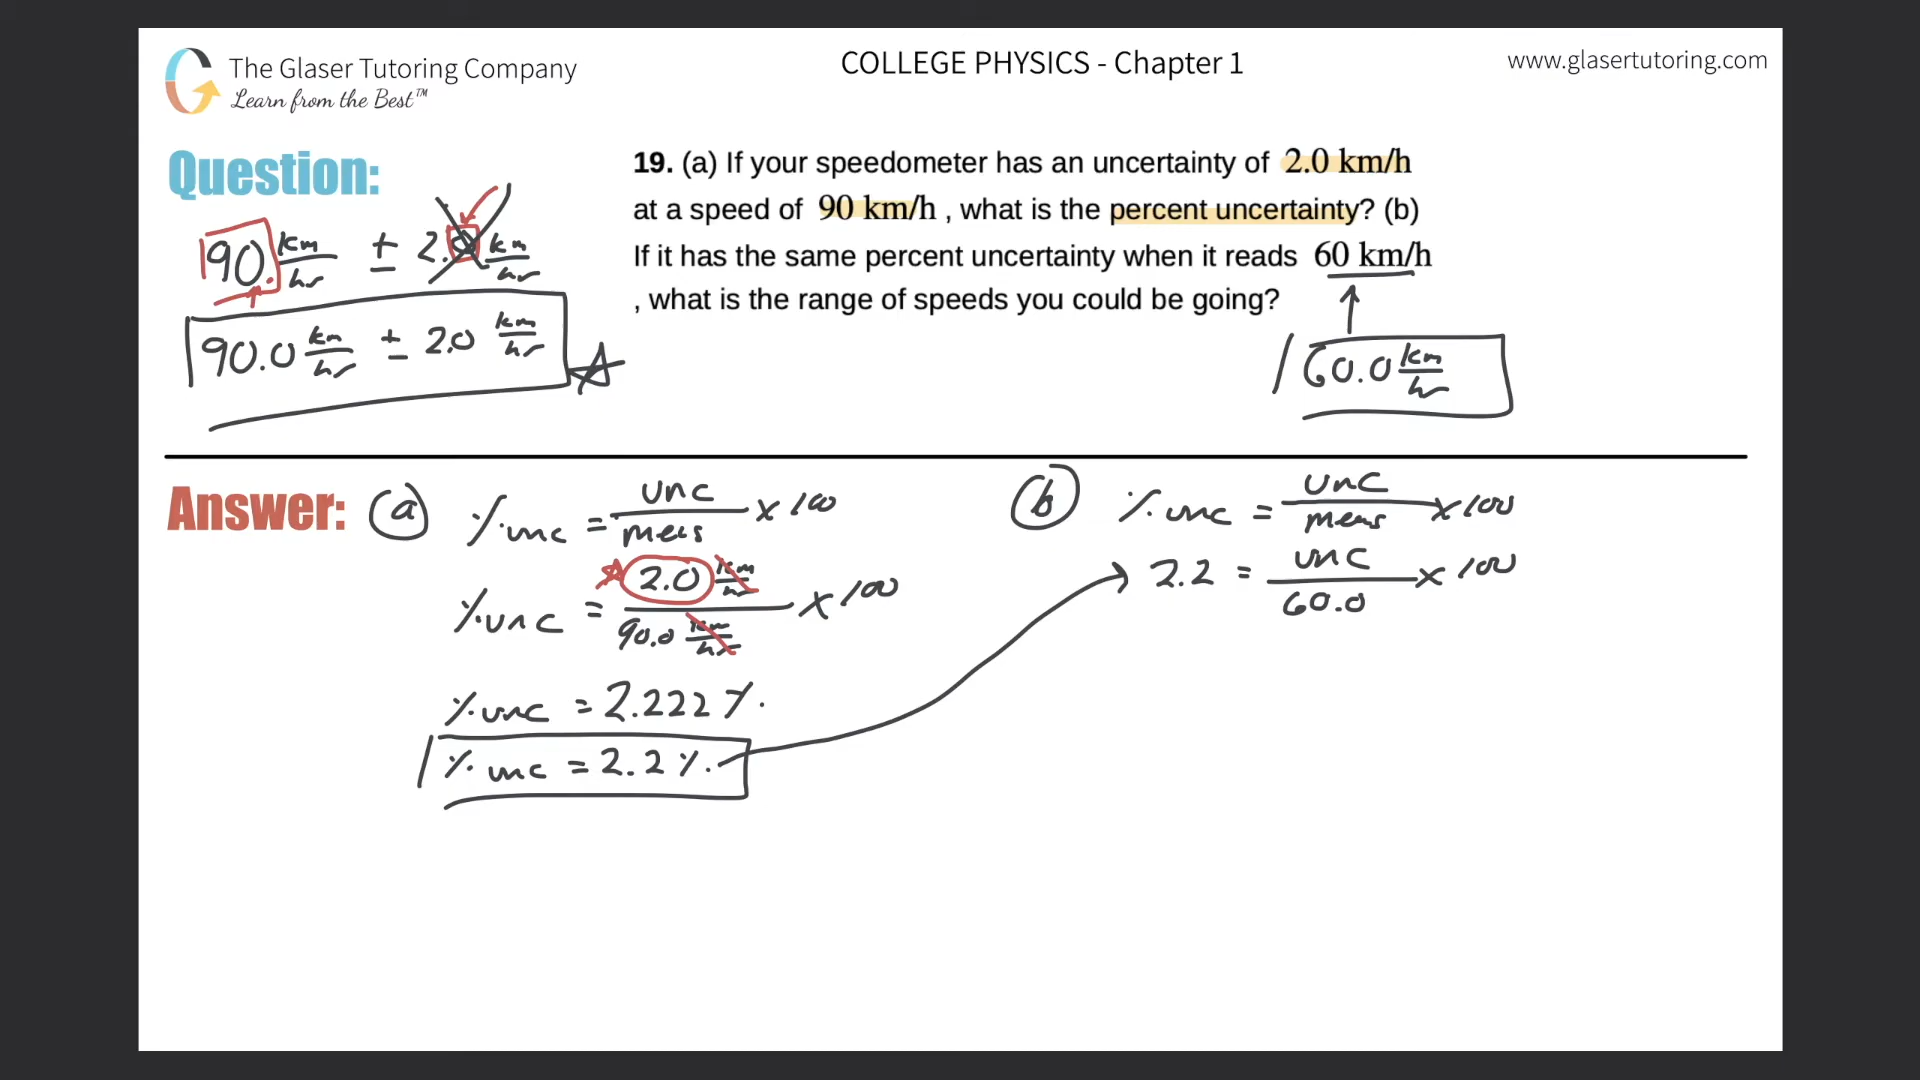 The Glaser Tutoring Company
Learn from the Best™
COLLEGE PHYSICS - Chapter 1
www.glasertutoring.com
Question:
19. (a) If your speedometer has an uncertainty of 2.0 km/h
at a speed of 90 km/h , what is the percent uncertainty? (b)
If it has the same percent uncertainty when it reads 60 km/h
, what is the range of speeds you could be going?
90. km/hr ± 2.0 km/hr
90.0 km/hr ± 2.0 km/hr
60.0 km/hr
Answer:
(a) % unc = unc/meas × 100
% unc = 2.0 km/hr / 90.0 km/hr × 100
% unc = 2.222 %.
% unc = 2.2 %.
(b) % unc = unc/meas × 100
2.2 = unc/60.0 × 100